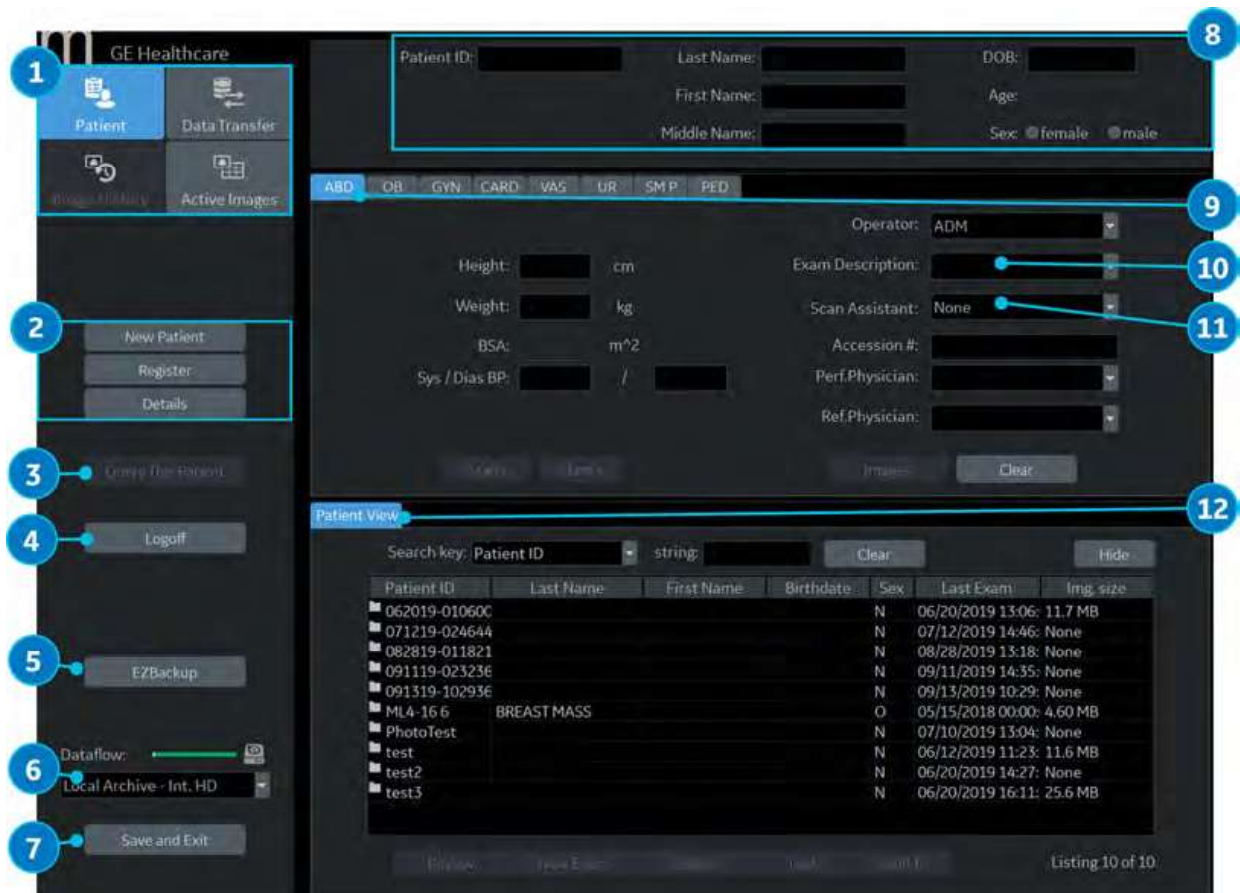 GE Healthcare
1
Patient
Data Transfer
Active Images
2
New Patient
Register
Details
3
Query The Patient
4
Logoff
5
EZBackup
6
Dataflow:
Local Archive - Int. HD
7
Save and Exit
8
Patient ID:
Last Name:
DOB:
First Name:
Age:
Middle Name:
Sex: female male
ABD OB GYN CARD VAS UR SM P PED
9
Operator: ADM
Height: cm
Exam Description:
10
Weight: kg
Scan Assistant: None
11
BSA: m^2
Accession #:
Sys / Dias BP: /
Perf.Physician:
Ref.Physician:
Images
Clear
Patient View
12
Search key: Patient ID string: Clear Hide
Patient ID Last Name First Name Birthdate Sex Last Exam Img. size
062019-010600 N 06/20/2019 13:06: 11.7 MB
071219-024644 N 07/12/2019 14:46: None
082819-011821 N 08/28/2019 13:18: None
091119-023236 N 09/11/2019 14:35: None
091319-102936 N 09/13/2019 10:29: None
ML4-16 6 BREAST MASS O 05/15/2018 00:00: 4.60 MB
PhotoTest N 07/10/2019 13:04: None
test N 06/12/2019 11:23: 11.6 MB
test2 N 06/20/2019 14:27: None
test3 N 06/20/2019 16:11: 25.6 MB
Listing 10 of 10